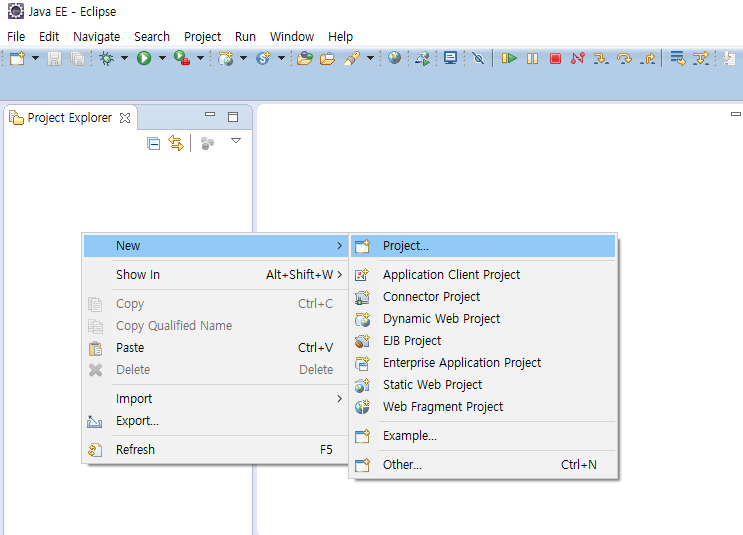 Java EE - Eclipse
File Edit Navigate Search Project Run Window Help
Project Explorer
New
Show In Alt+Shift+W
Copy Ctrl+C
Copy Qualified Name
Paste Ctrl+V
Delete Delete
Import
Export...
Refresh F5
Project...
Application Client Project
Connector Project
Dynamic Web Project
EJB Project
Enterprise Application Project
Static Web Project
Web Fragment Project
Example...
Other... Ctrl+N